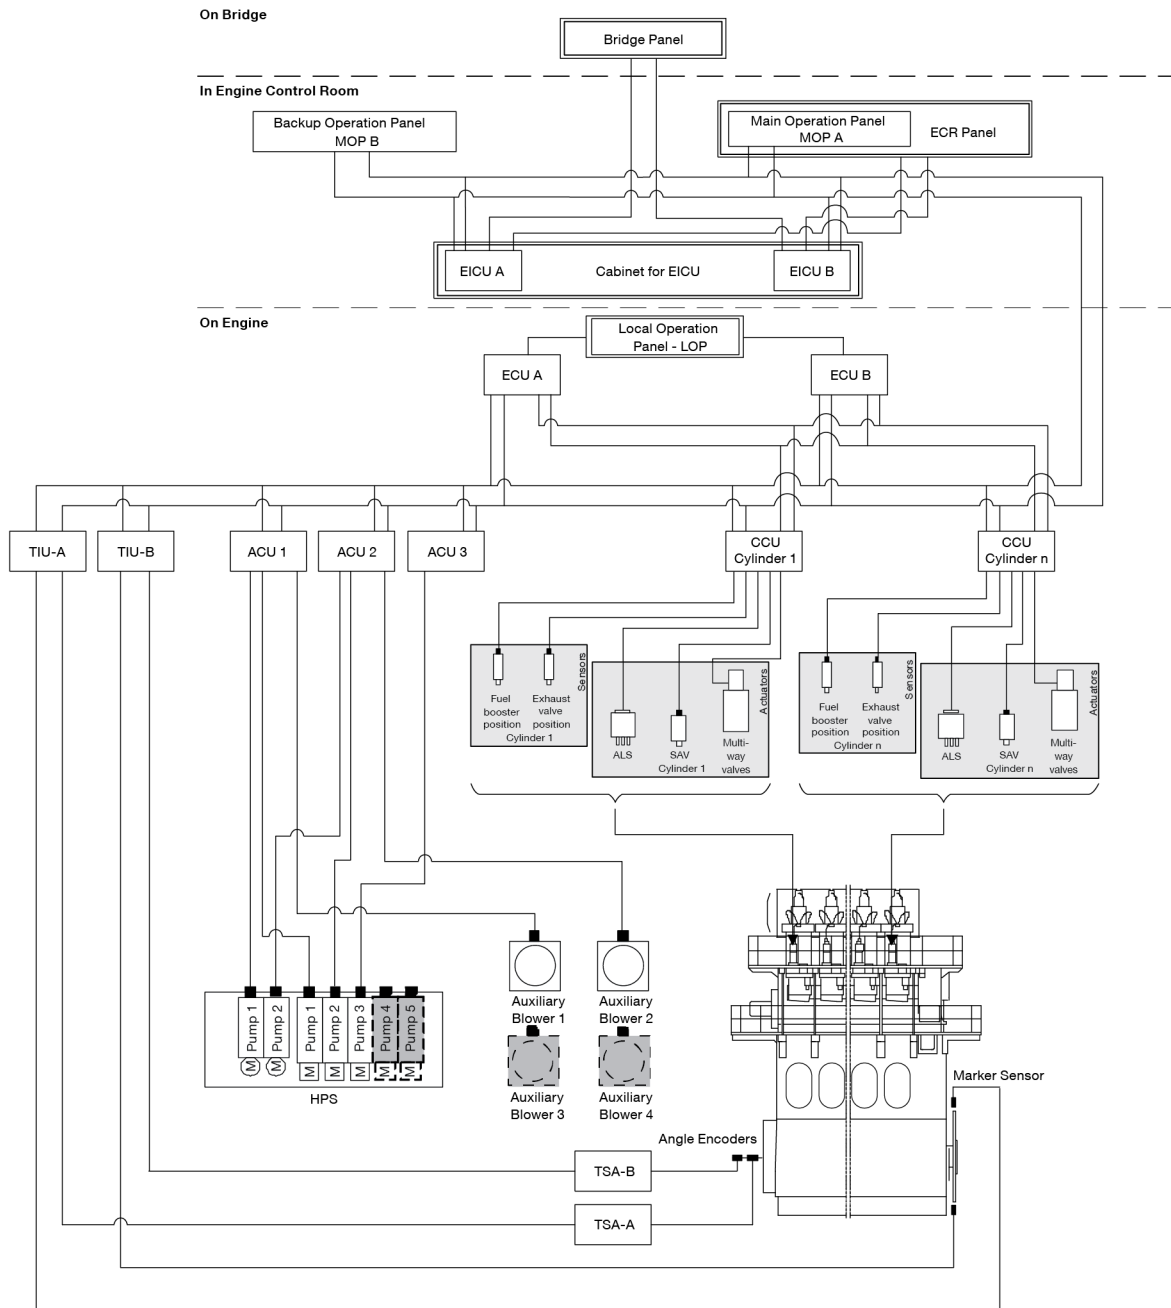 On Bridge
Bridge Panel
In Engine Control Room
Backup Operation Panel
MOP B
Main Operation Panel
MOP A
ECR Panel
EICU A
Cabinet for EICU
EICU B
On Engine
Local Operation
Panel - LOP
ECU A
ECU B
TIU-A
TIU-B
ACU 1
ACU 2
ACU 3
CCU
Cylinder 1
CCU
Cylinder n
Sensors
Fuel
booster
position
Exhaust
valve
position
Cylinder 1
Actuators
ALS
SAV
Cylinder 1
Multi-
way
valves
Sensors
Fuel
booster
position
Exhaust
valve
position
Cylinder n
Actuators
ALS
SAV
Cylinder n
Multi-
way
valves
Pump 1
Pump 2
Pump 1
Pump 2
Pump 3
Pump 4
Pump 5
M
M
M
M
M
M
M
HPS
Auxiliary
Blower 1
Auxiliary
Blower 2
Auxiliary
Blower 3
Auxiliary
Blower 4
Marker Sensor
Angle Encoders
TSA-B
TSA-A